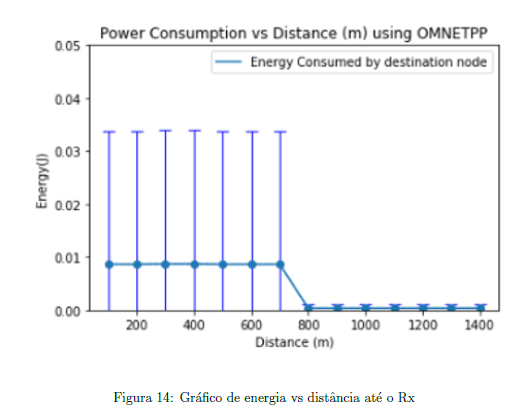 Power Consumption vs Distance (m) using OMNETPP
Energy Consumed by destination node
Energy(J)
0.05
0.04
0.03
0.02
0.01
0.00
200 400 600 800 1000 1200 1400
Distance (m)
Figura 14: Gráfico de energia vs distância até o Rx